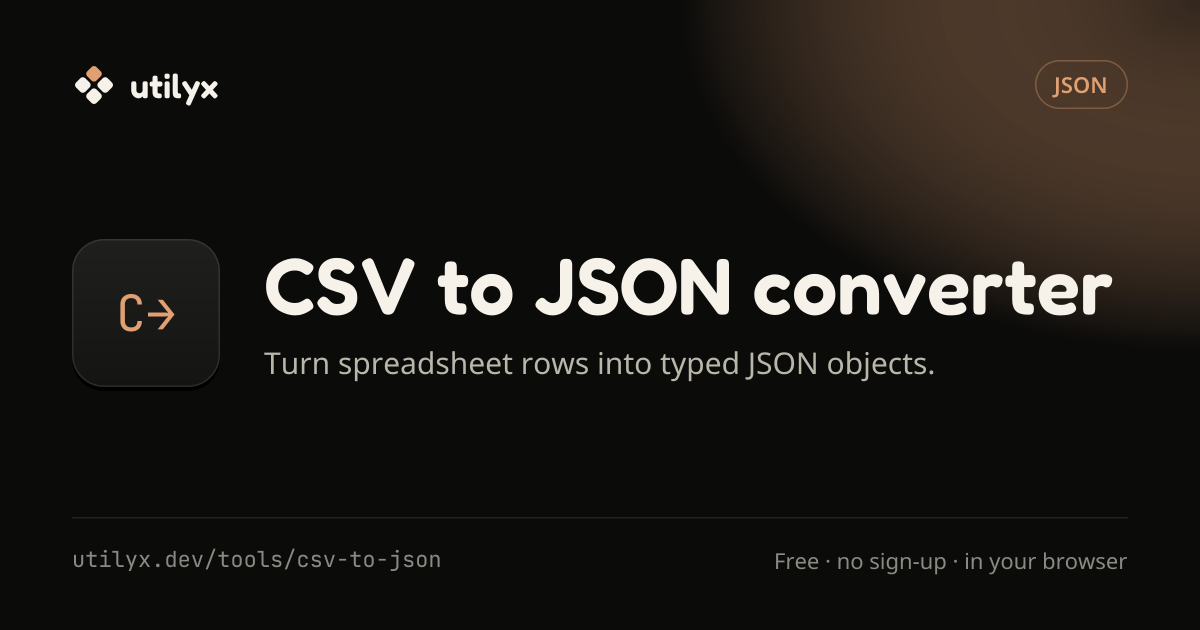 utilyx
JSON
C→
CSV to JSON converter
Turn spreadsheet rows into typed JSON objects.
utilyx.dev/tools/csv-to-json
Free · no sign-up · in your browser